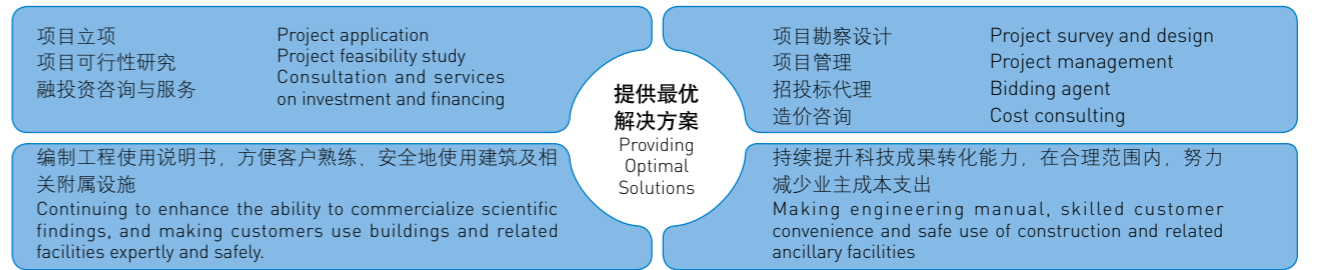 项目立项
项目可行性研究
融投资咨询与服务
Project application
Project feasibility study
Consultation and services
on investment and financing
提供最优
解决方案
Providing
Optimal
Solutions
项目勘察设计
项目管理
招投标代理
造价咨询
Project survey and design
Project management
Bidding agent
Cost consulting
编制工程使用说明书，方便客户熟练、安全地使用建筑及相
关附属设施
Continuing to enhance the ability to commercialize scientific
findings, and making customers use buildings and related
facilities expertly and safely.
持续提升科技成果转化能力，在合理范围内，努力
减少业主成本支出
Making engineering manual, skilled customer
convenience and safe use of construction and related
ancillary facilities